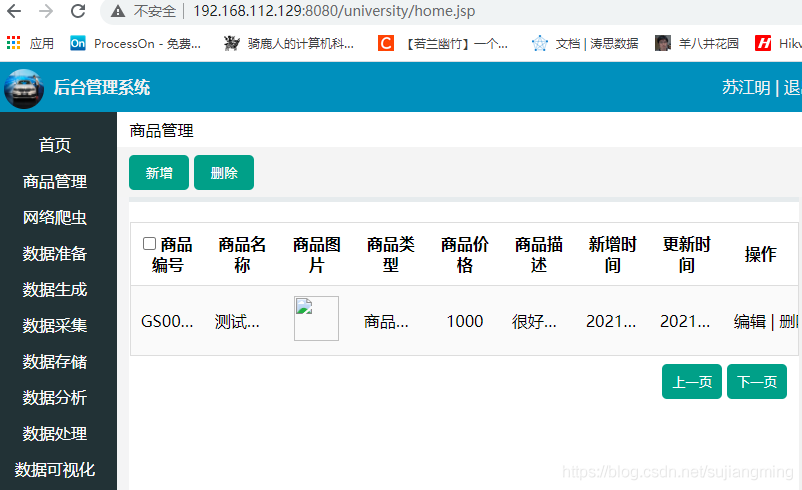 不安全 | 192.168.112.129:8080/university/home.jsp
应用 ProcessOn - 免费... 骑鹿人的计算机科... 【若兰幽竹】一个... 文档 | 涛思数据 羊八井花园 Hikv
后台管理系统 苏江明 | 退
首页
商品管理
网络爬虫
数据准备
数据生成
数据采集
数据存储
数据分析
数据处理
数据可视化
商品管理
新增 删除
商品编号 商品名称 商品图片 商品类型 商品价格 商品描述 新增时间 更新时间 操作
GS00... 测试... 商品... 1000 很好... 2021... 2021... 编辑 | 删
上一页 下一页
https://blog.csdn.net/sujiangming